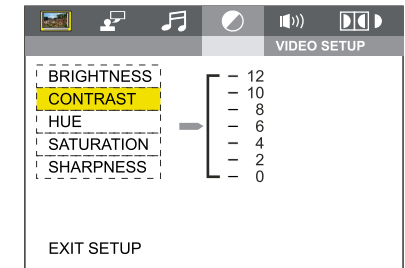 VIDEO SETUP
BRIGHTNESS
CONTRAST
HUE
SATURATION
SHARPNESS
– 12
– 10
– 8
– 6
– 4
– 2
– 0
EXIT SETUP